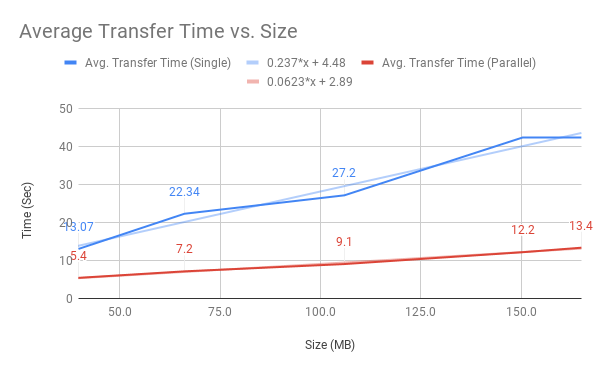 Average Transfer Time vs. Size
Avg. Transfer Time (Single) 0.237*x + 4.48 Avg. Transfer Time (Parallel)
0.0623*x + 2.89
50
40
30
20
10
0
Time (Sec)
13.07
22.34
27.2
5.4
7.2
9.1
12.2
13.4
50.0 75.0 100.0 125.0 150.0
Size (MB)